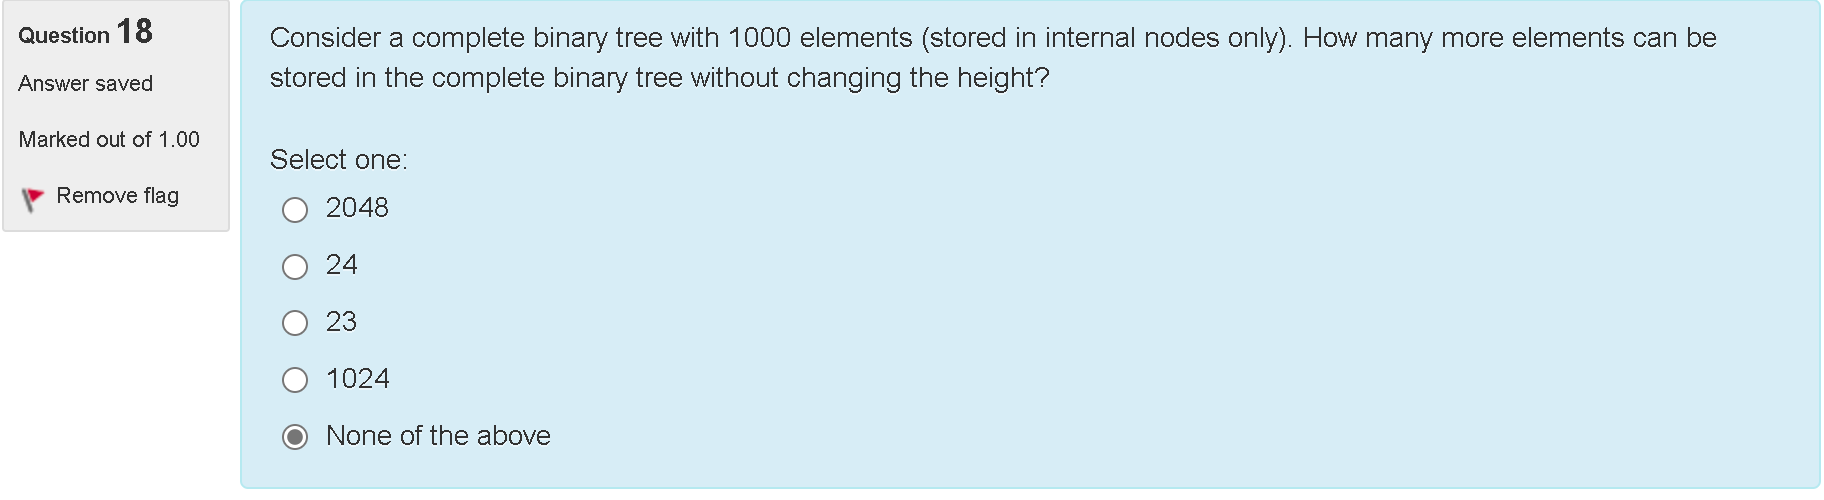 Question 18
Answer saved
Marked out of 1.00
Remove flag
Consider a complete binary tree with 1000 elements (stored in internal nodes only). How many more elements can be
stored in the complete binary tree without changing the height?
Select one:
2048
24
23
1024
None of the above